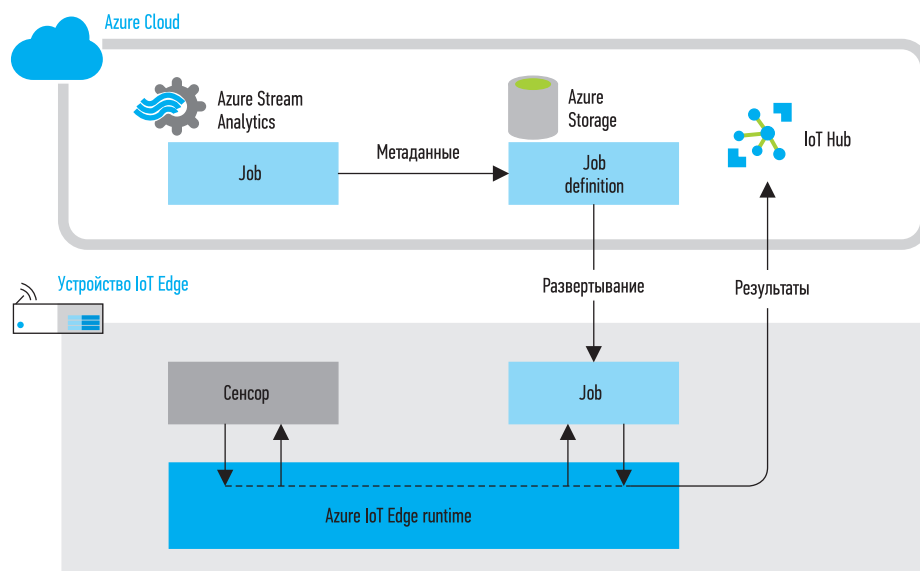 Azure Cloud
Azure Stream
Analytics
Job
Метаданные
Azure
Storage
Job
definition
IoT Hub
Устройство IoT Edge
Развертывание
Результаты
Сенсор
Job
Azure IoT Edge runtime